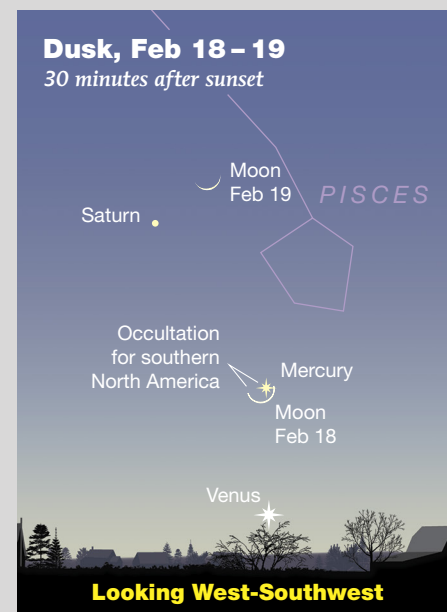 Dusk, Feb 18 – 19
30 minutes after sunset
Moon
Feb 19
PISCES
Saturn
Occultation
for southern
North America
Mercury
Moon
Feb 18
Venus
Looking West-Southwest